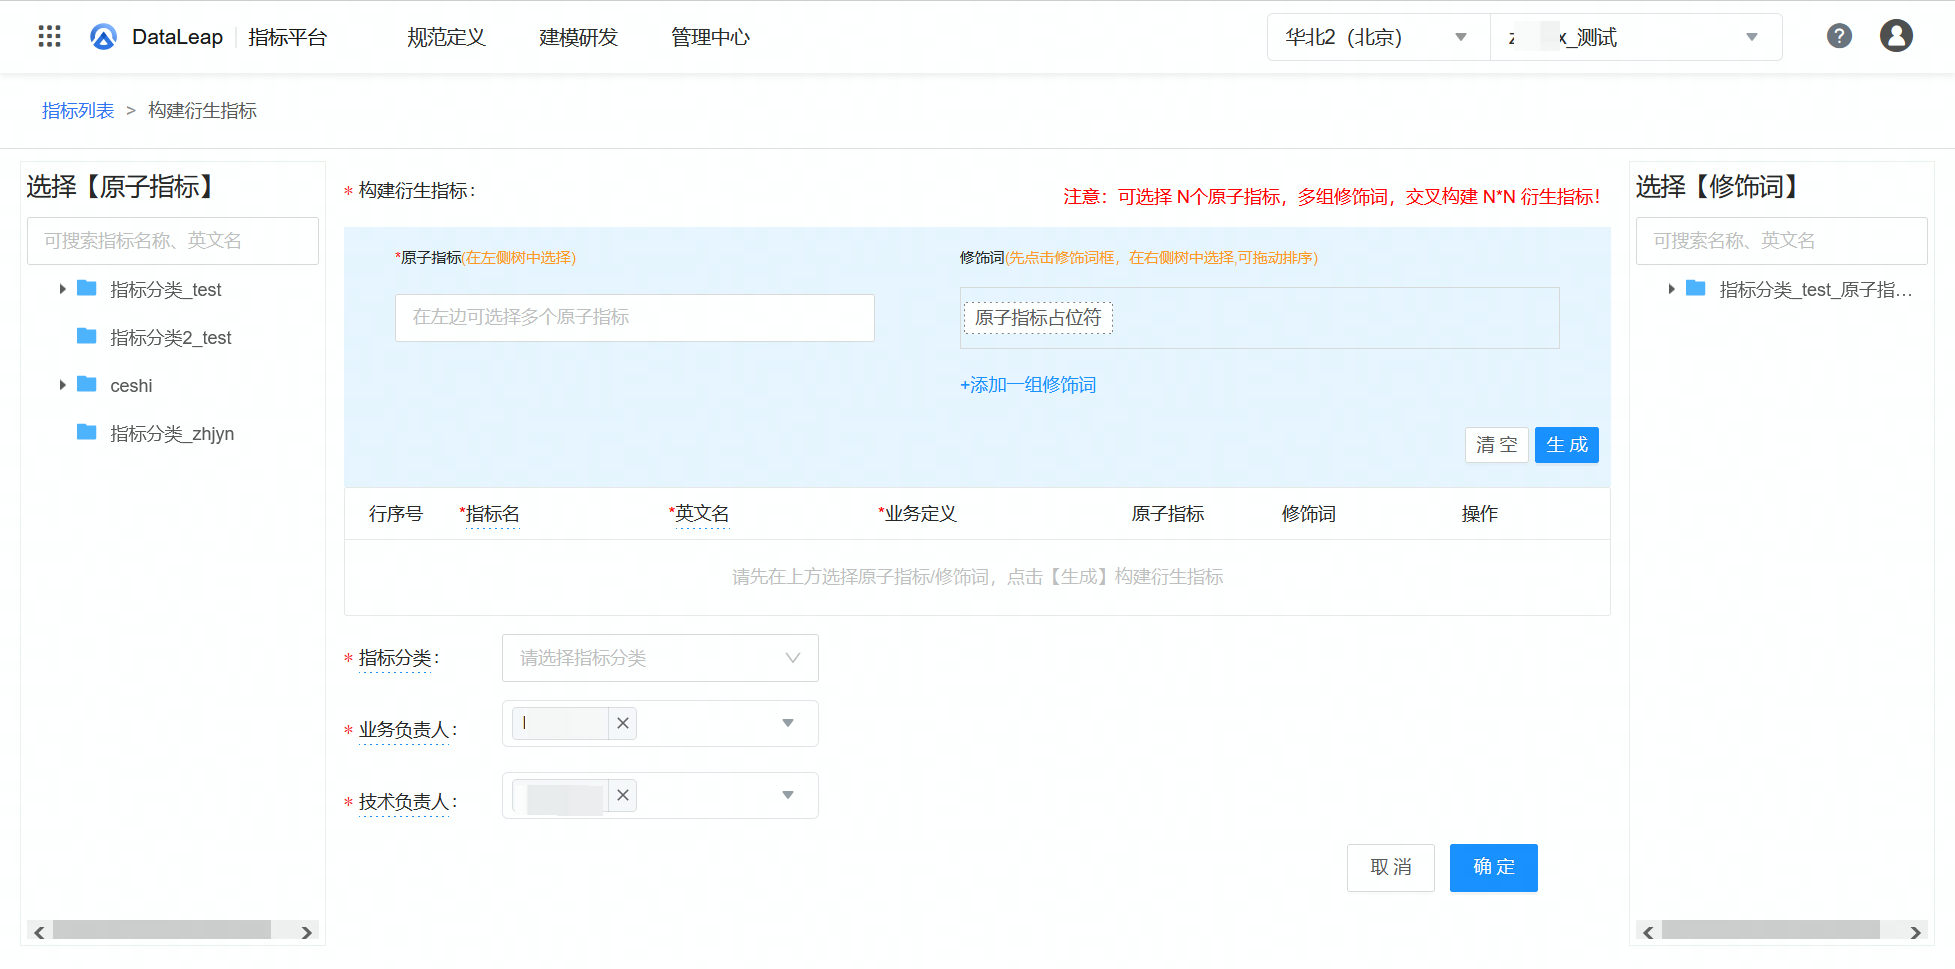 DataLeap 指标平台 规范定义 建模研发 管理中心 华北2（北京） x_测试
指标列表 > 构建衍生指标
选择【原子指标】
可搜索指标名称、英文名
指标分类_test
指标分类2_test
ceshi
指标分类_zhjyn
* 构建衍生指标：
注意：可选择 N个原子指标，多组修饰词，交叉构建 N*N 衍生指标！
*原子指标(在左侧树中选择)
在左边可选择多个原子指标
修饰词(先点击修饰词框，在右侧树中选择,可拖动排序)
原子指标占位符
+添加一组修饰词
清 空 生 成
行序号 *指标名 *英文名 *业务定义 原子指标 修饰词 操作
请先在上方选择原子指标/修饰词，点击【生成】构建衍生指标
* 指标分类： 请选择指标分类
* 业务负责人：
* 技术负责人：
取 消 确 定
选择【修饰词】
可搜索名称、英文名
指标分类_test_原子指...